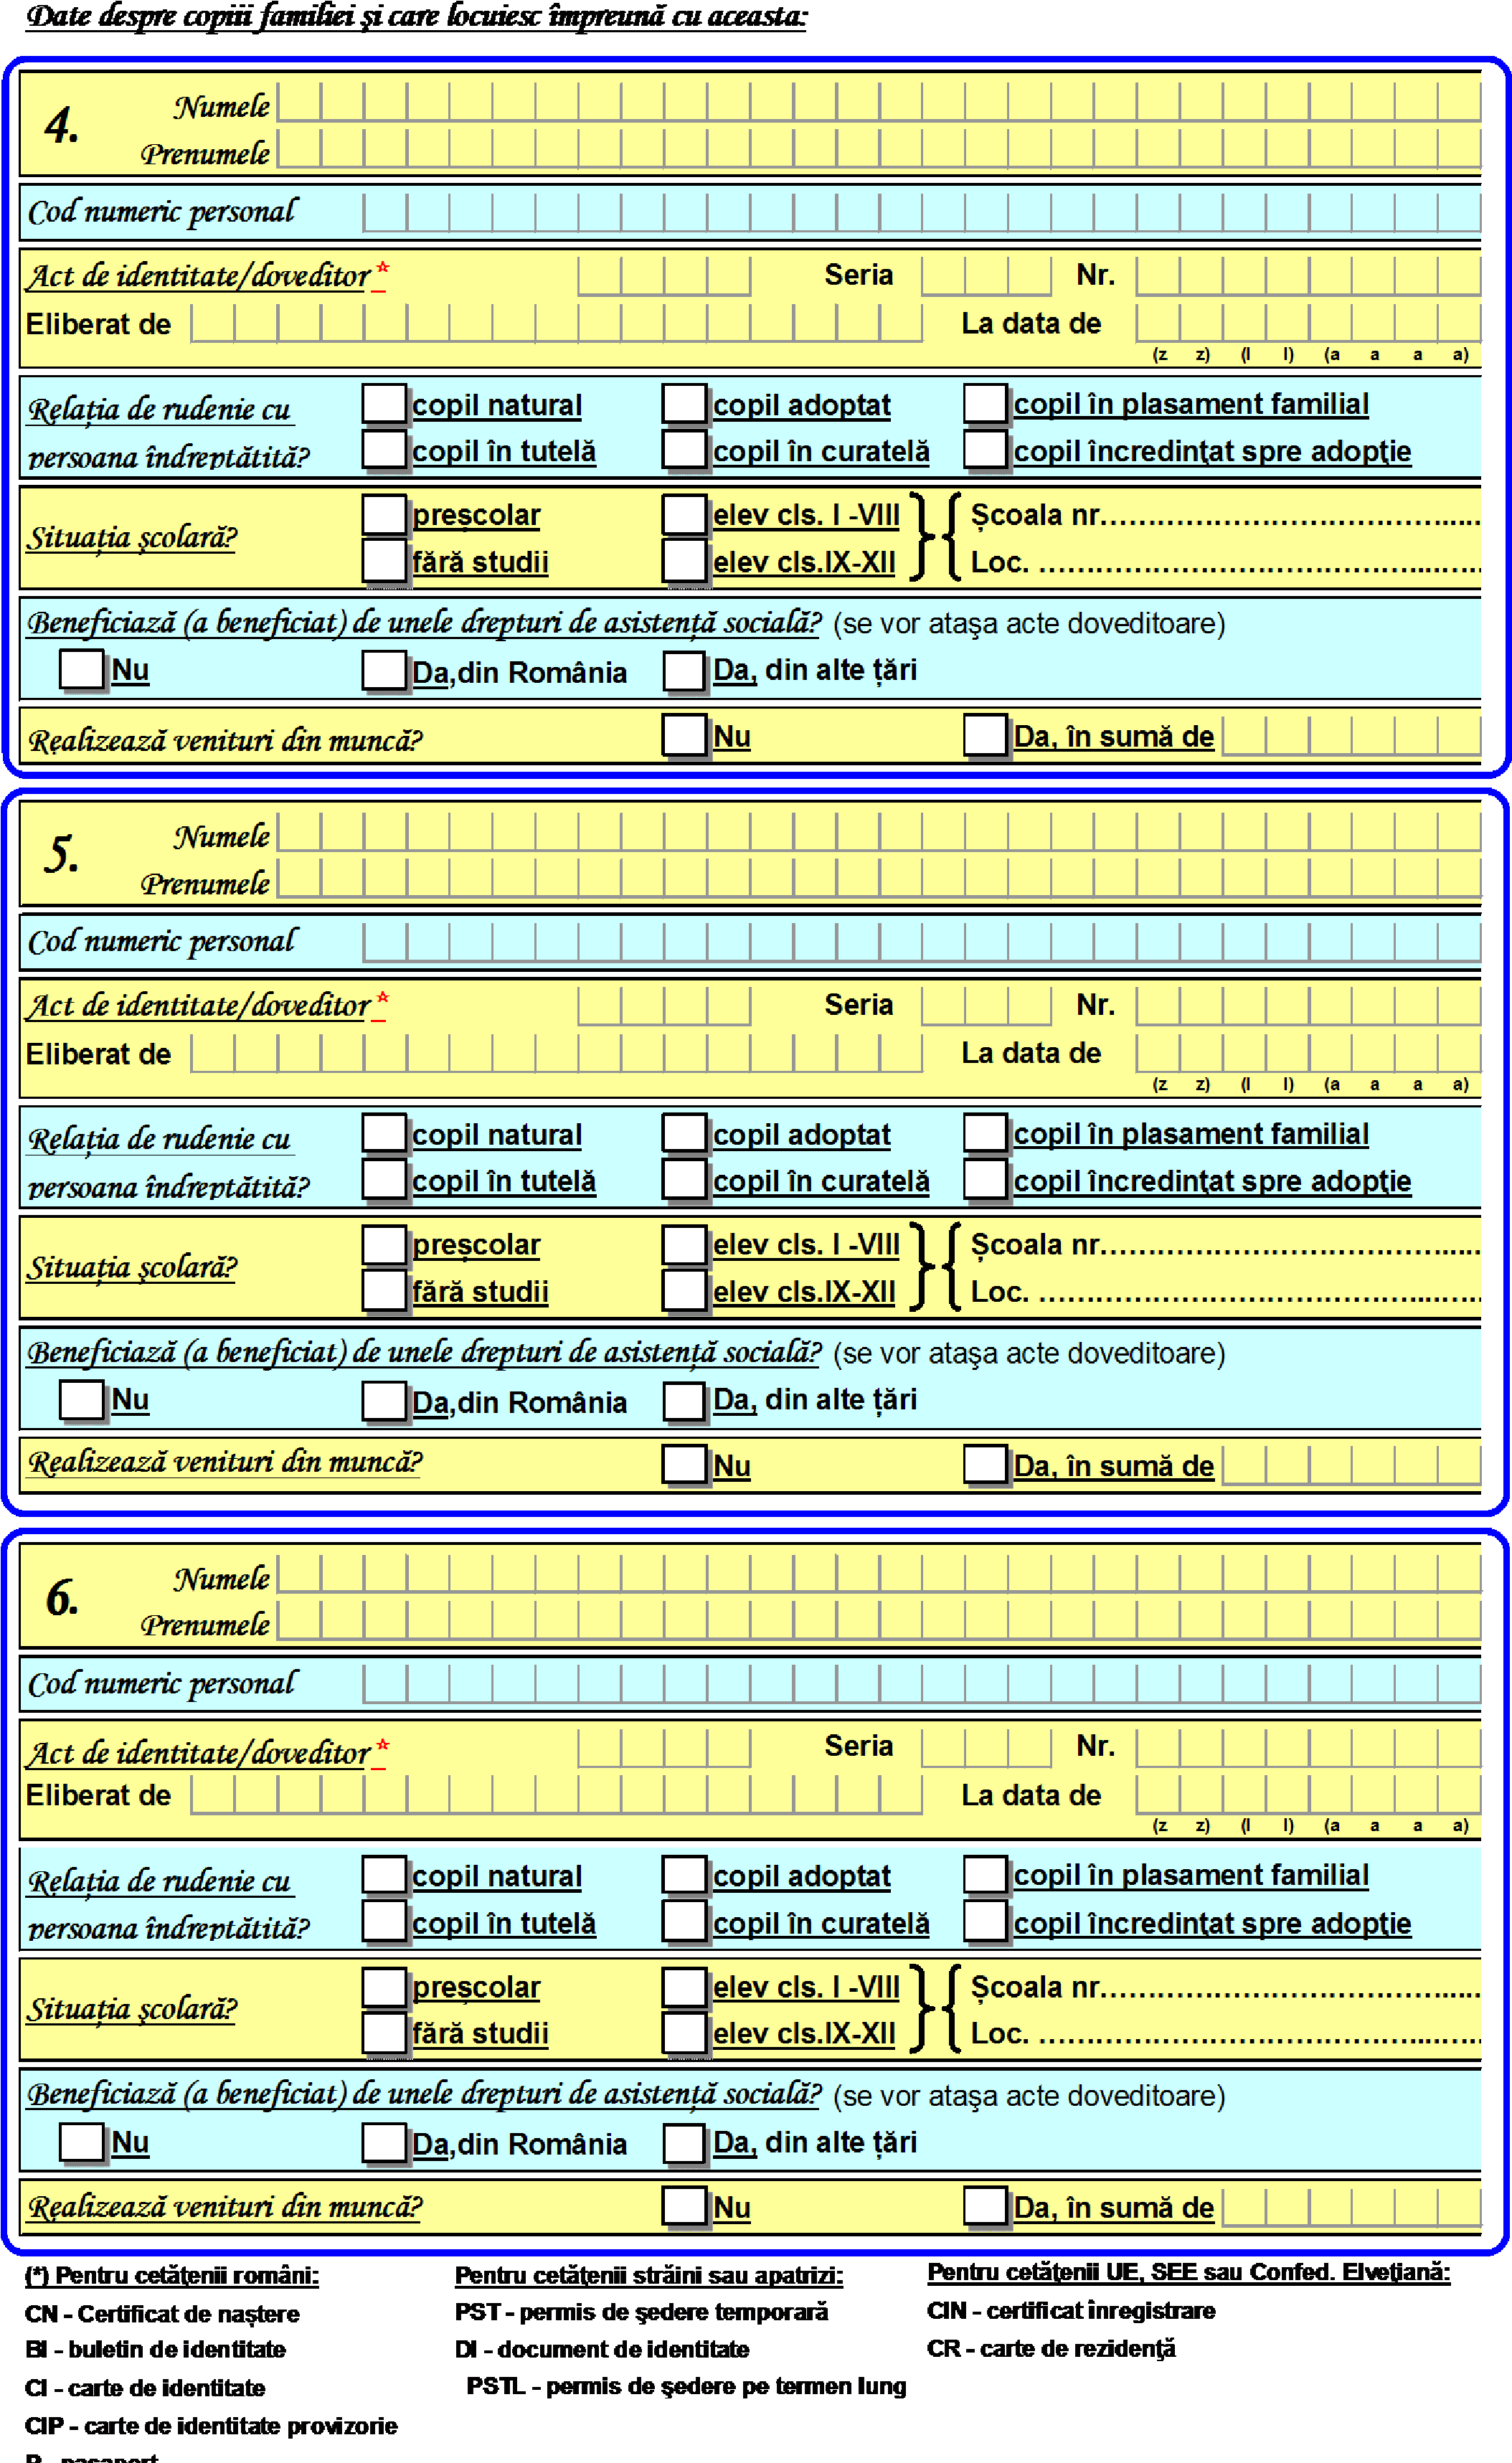 Date despre copiii familiei şi care locuiesc împreună cu aceasta:
4.
Numele
Prenumele
Cod numeric personal
Act de identitate/doveditor * Seria Nr.
Eliberat de La data de
(z z) (l l) (a a a a)
Relaţia de rudenie cu persoana îndreptăţită?
copil natural copil adoptat copil în plasament familial
copil în tutelă copil în curatelă copil încredinţat spre adopţie
Situaţia şcolară?
preșcolar elev cls. I -VIII } { Școala nr……………………………….....
fără studii elev cls.IX-XII Loc. …………………………………...…..
Beneficiază (a beneficiat) de unele drepturi de asistenţă socială? (se vor ataşa acte doveditoare)
Nu Da,din România Da, din alte țări
Realizează venituri din muncă? Nu Da, în sumă de
5.
Numele
Prenumele
Cod numeric personal
Act de identitate/doveditor * Seria Nr.
Eliberat de La data de
(z z) (l l) (a a a a)
Relaţia de rudenie cu persoana îndreptăţită?
copil natural copil adoptat copil în plasament familial
copil în tutelă copil în curatelă copil încredinţat spre adopţie
Situaţia şcolară?
preșcolar elev cls. I -VIII } { Școala nr……………………………….....
fără studii elev cls.IX-XII Loc. …………………………………...…..
Beneficiază (a beneficiat) de unele drepturi de asistenţă socială? (se vor ataşa acte doveditoare)
Nu Da,din România Da, din alte țări
Realizează venituri din muncă? Nu Da, în sumă de
6.
Numele
Prenumele
Cod numeric personal
Act de identitate/doveditor * Seria Nr.
Eliberat de La data de
(z z) (l l) (a a a a)
Relaţia de rudenie cu persoana îndreptăţită?
copil natural copil adoptat copil în plasament familial
copil în tutelă copil în curatelă copil încredinţat spre adopţie
Situaţia şcolară?
preșcolar elev cls. I -VIII } { Școala nr……………………………….....
fără studii elev cls.IX-XII Loc. …………………………………...…..
Beneficiază (a beneficiat) de unele drepturi de asistenţă socială? (se vor ataşa acte doveditoare)
Nu Da,din România Da, din alte țări
Realizează venituri din muncă? Nu Da, în sumă de
(*) Pentru cetăţenii români:
CN - Certificat de naştere
BI - buletin de identitate
CI - carte de identitate
CIP - carte de identitate provizorie
P - pașaport
Pentru cetăţenii străini sau apatrizi:
PST - permis de şedere temporară
DI - document de identitate
PSTL - permis de şedere pe termen lung
Pentru cetăţenii UE, SEE sau Confed. Elveţiană:
CIN - certificat înregistrare
CR - carte de rezidenţă